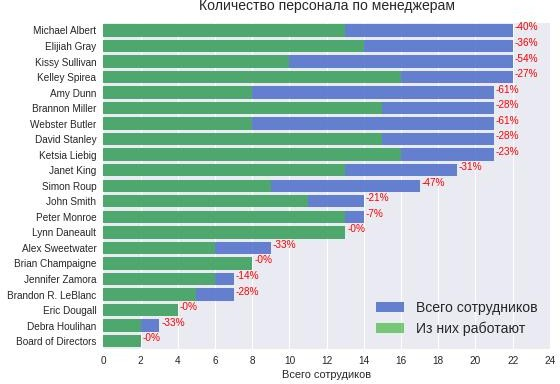 Количество персонала по менеджерам
Michael Albert -40%
Elijiah Gray -36%
Kissy Sullivan -54%
Kelley Spirea -27%
Amy Dunn -61%
Brannon Miller -28%
Webster Butler -61%
David Stanley -28%
Ketsia Liebig -23%
Janet King -31%
Simon Roup -47%
John Smith -21%
Peter Monroe -7%
Lynn Daneault -0%
Alex Sweetwater -33%
Brian Champaigne -0%
Jennifer Zamora -14%
Brandon R. LeBlanc -28%
Eric Dougall -0%
Debra Houlihan -33%
Board of Directors -0%
Всего сотрудников
Из них работают
0 2 4 6 8 10 12 14 16 18 20 22 24
Всего сотрудиков